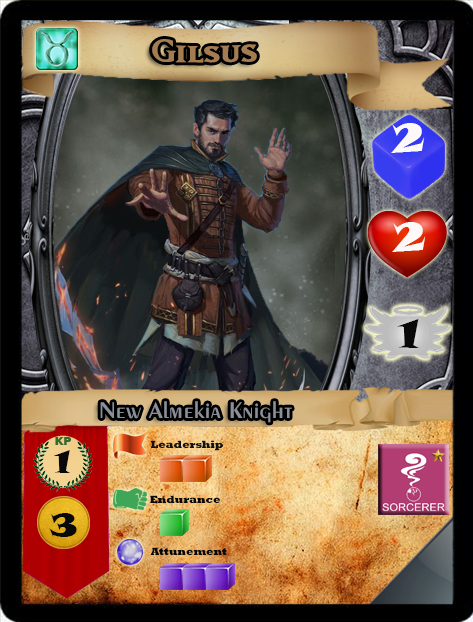 Gilsus
2
2
1
New Almekia Knight
KP
1
3
Leadership
Endurance
Attunement
SORCERER